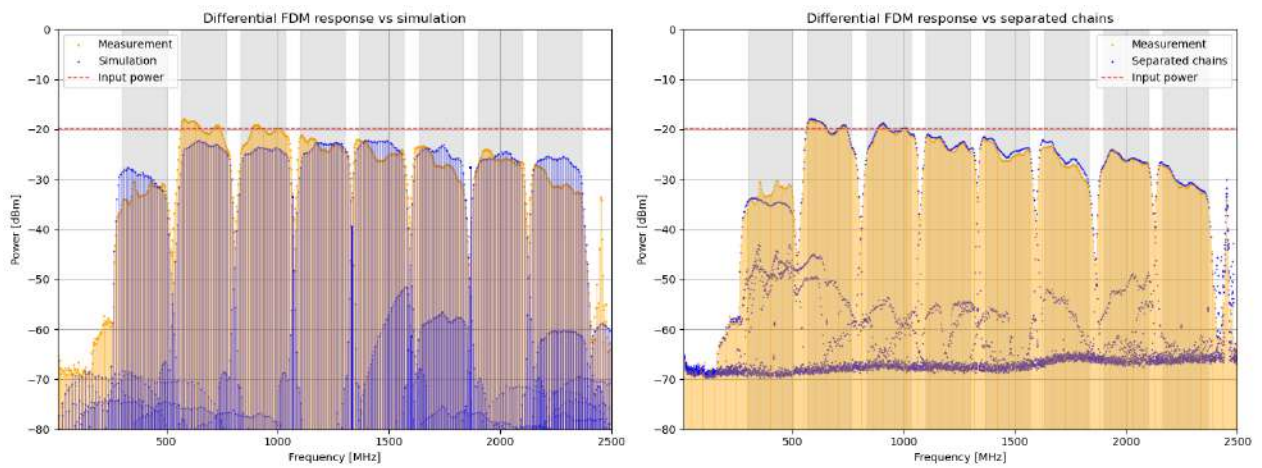 Differential FDM response vs simulation
0
−10
−20
−30
−40
−50
−60
−70
−80
Power [dBm]
Measurement
Simulation
Input power
500
1000
1500
2000
2500
Frequency [MHz]
Differential FDM response vs separated chains
0
−10
−20
−30
−40
−50
−60
−70
−80
Power [dBm]
Measurement
Separated chains
Input power
500
1000
1500
2000
2500
Frequency [MHz]